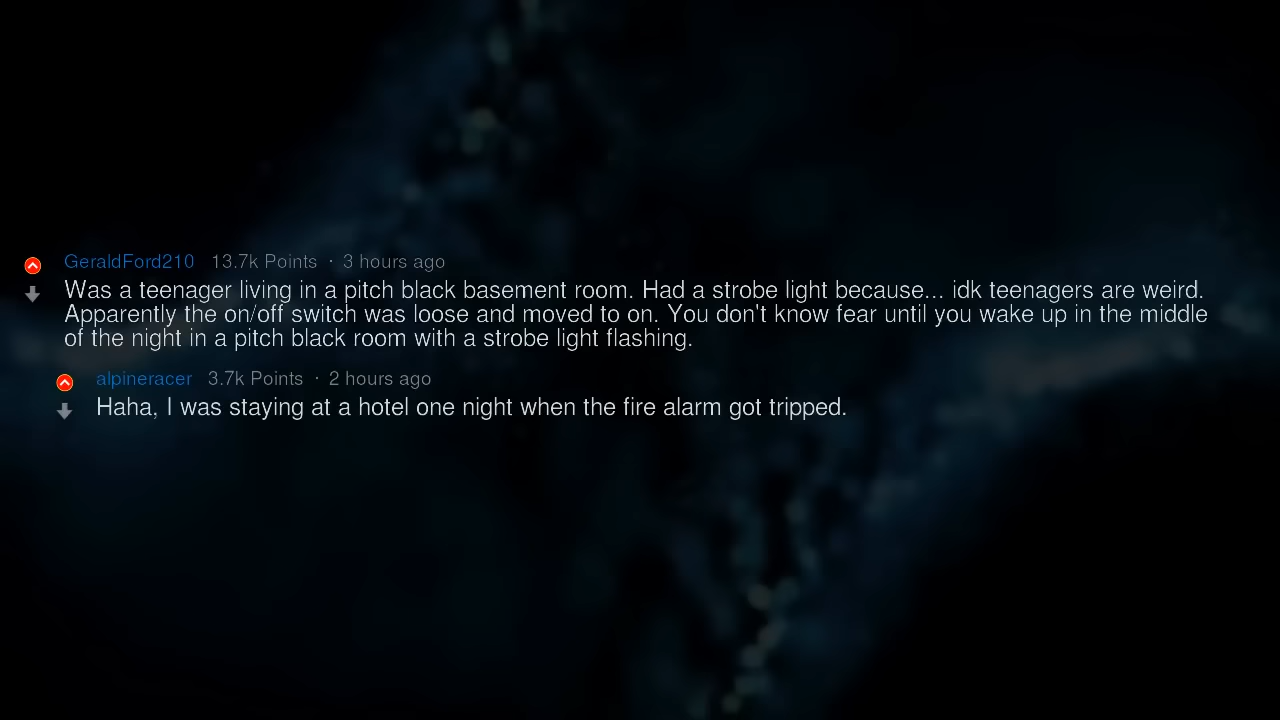 GeraldFord210 13.7k Points · 3 hours ago
Was a teenager living in a pitch black basement room. Had a strobe light because... idk teenagers are weird.
Apparently the on/off switch was loose and moved to on. You don't know fear until you wake up in the middle
of the night in a pitch black room with a strobe light flashing.
alpineracer 3.7k Points · 2 hours ago
Haha, I was staying at a hotel one night when the fire alarm got tripped.